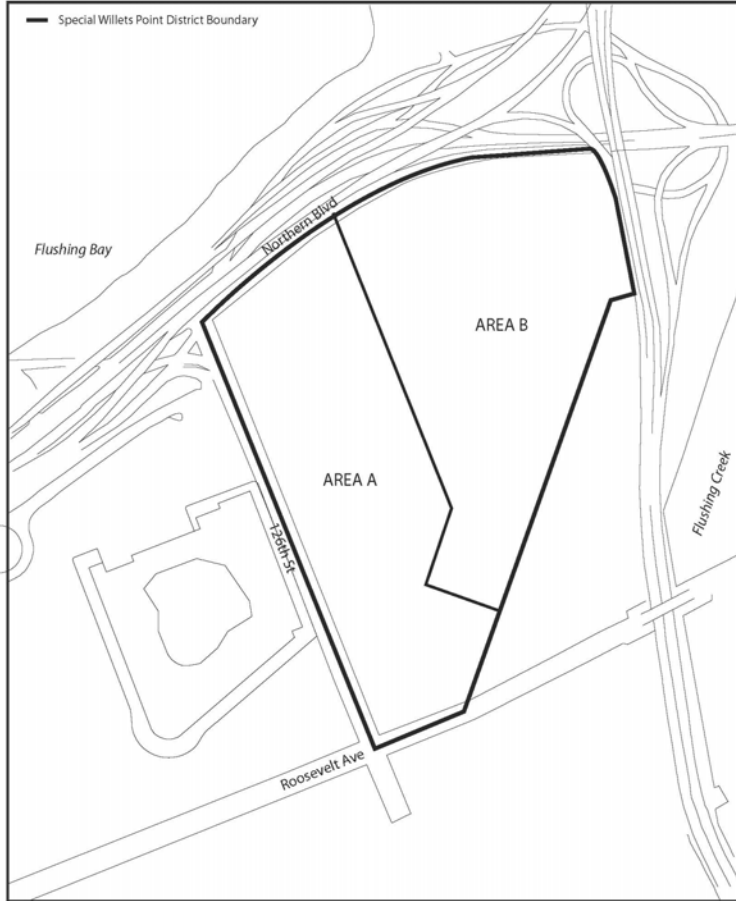 Special Willets Point District Boundary
Northern Blvd
Flushing Bay
AREA B
AREA A
Flushing Creek
126th St
Roosevelt Ave